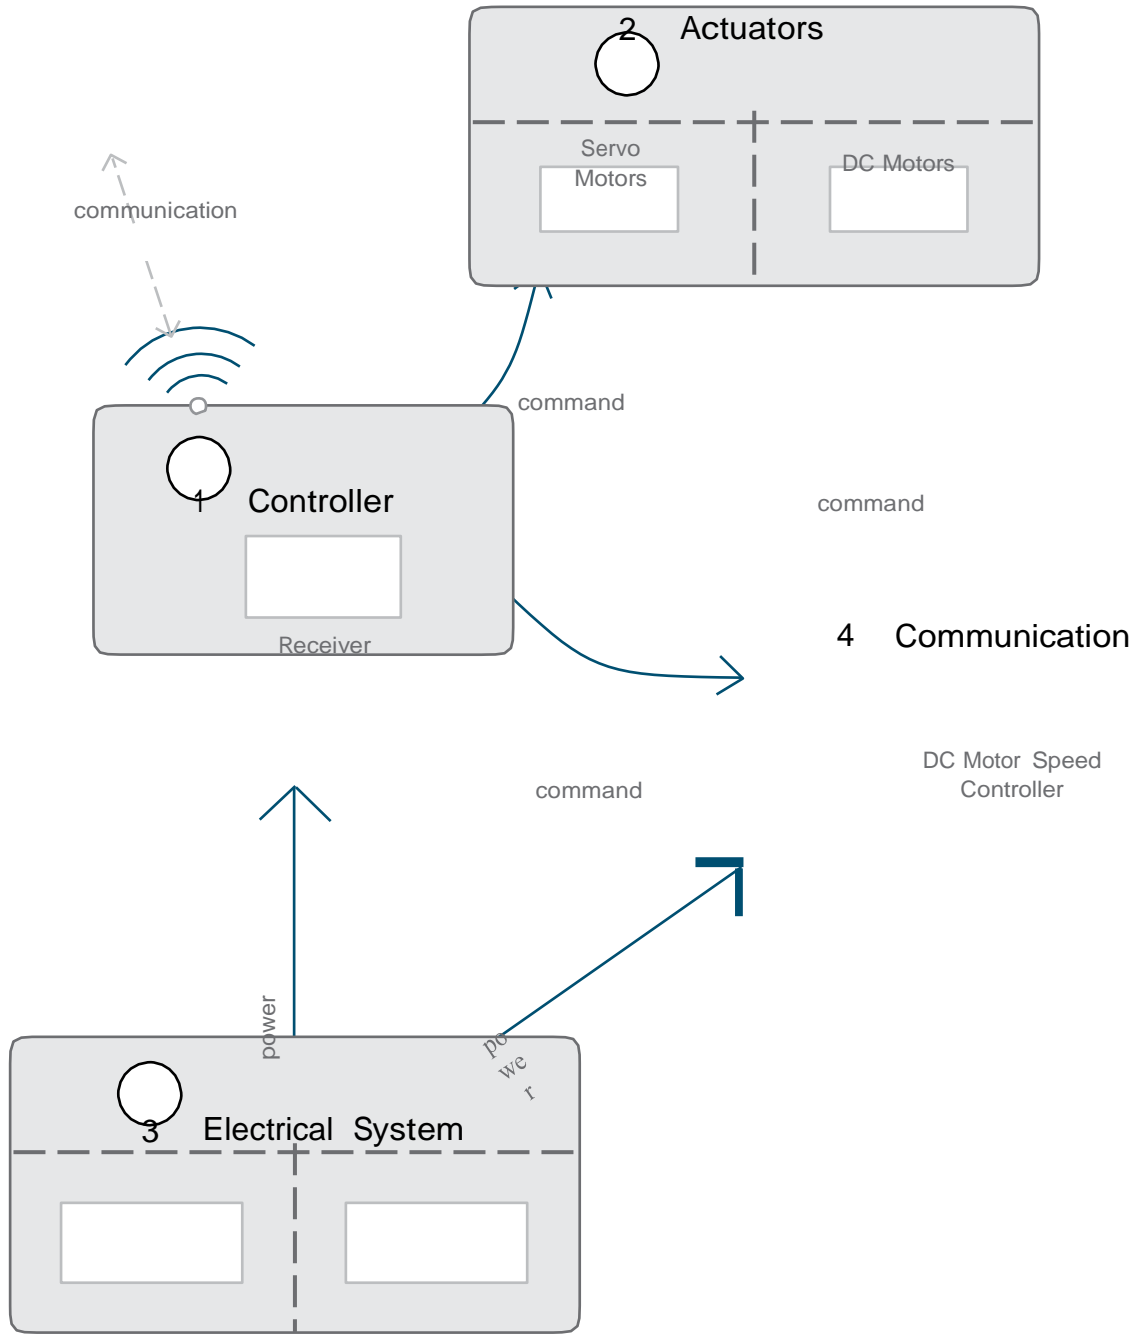 2 Actuators
Servo
Motors
DC Motors
communication
command
1 Controller
command
Receiver
4 Communication
DC Motor Speed
Controller
command
power
po
we
r
3 Electrical System